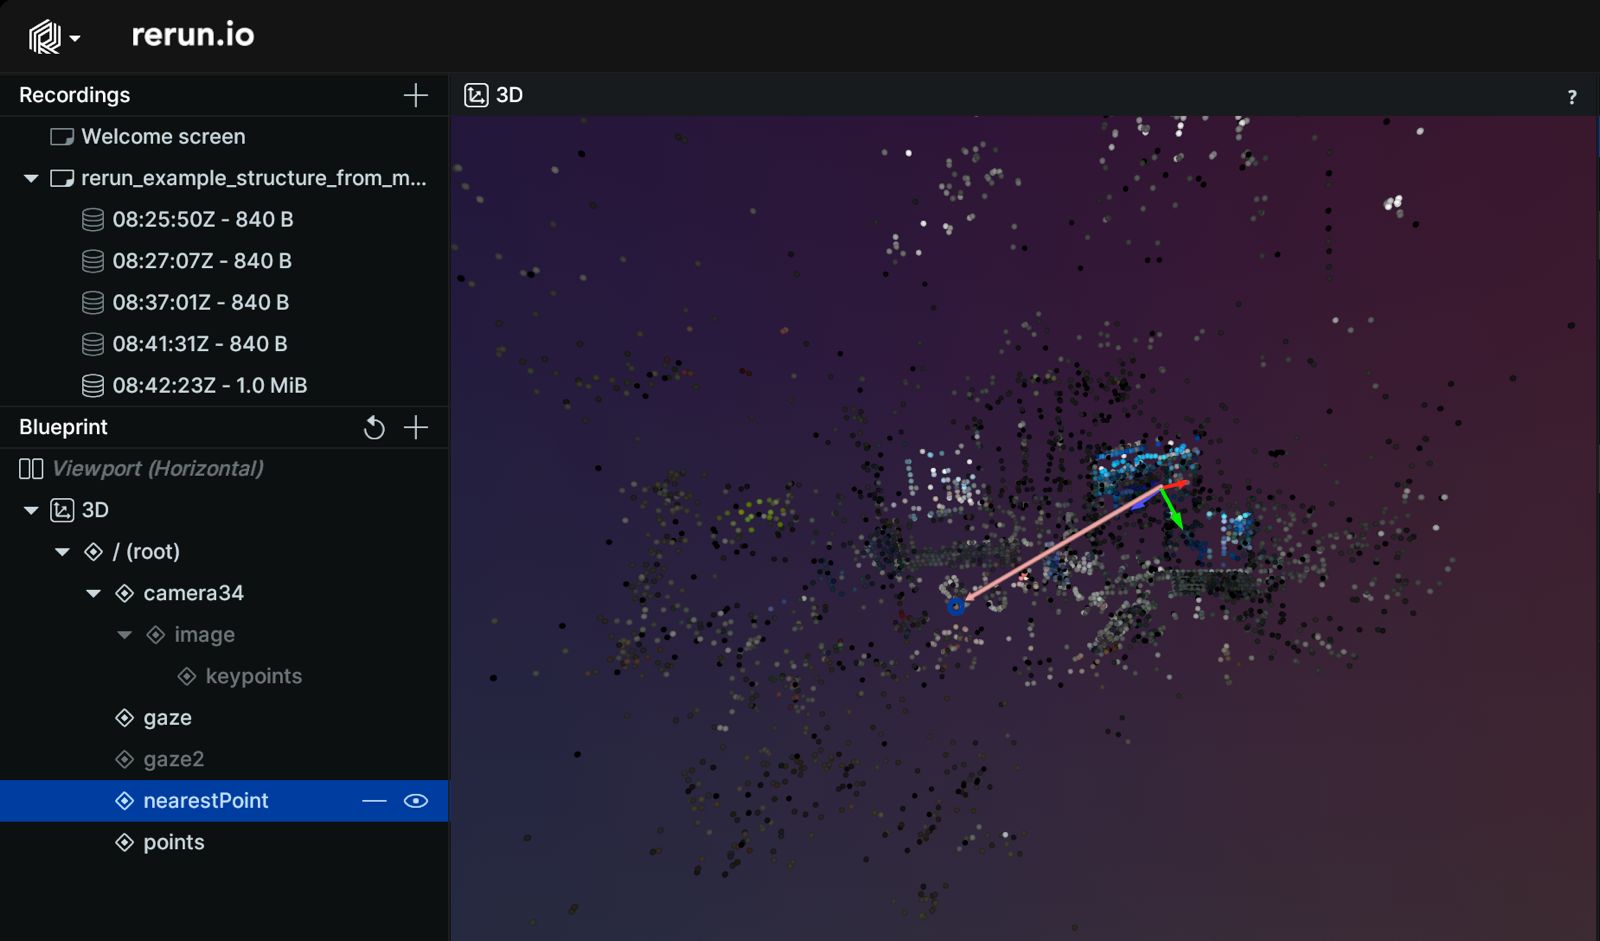 rerun.io
Recordings
Welcome screen
rerun_example_structure_from_m...
08:25:50Z - 840 B
08:27:07Z - 840 B
08:37:01Z - 840 B
08:41:31Z - 840 B
08:42:23Z - 1.0 MiB
Blueprint
Viewport (Horizontal)
3D
/ (root)
camera34
image
keypoints
gaze
gaze2
nearestPoint
points
3D
?